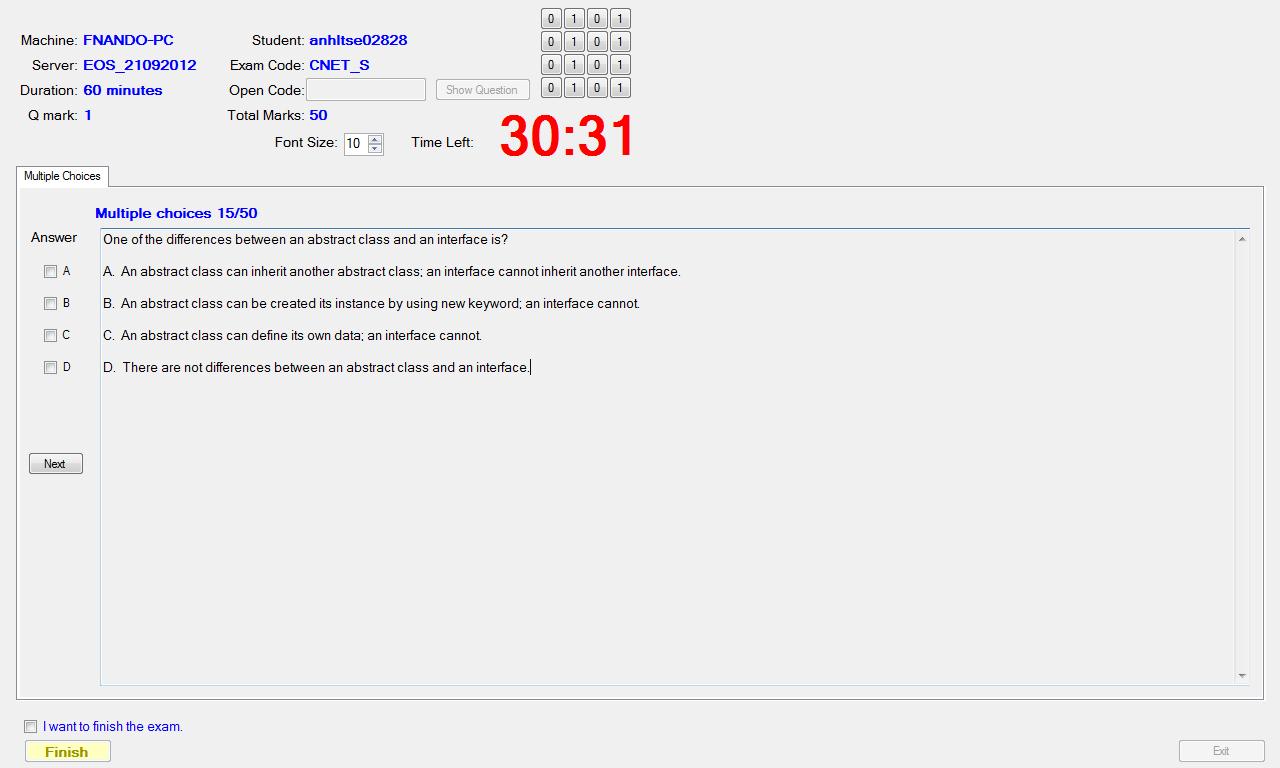 Machine: FNANDO-PC Student: anhltse02828 0 1 0 1
Server: EOS_21092012 Exam Code: CNET_S 0 1 0 1
Duration: 60 minutes Open Code: Show Question 0 1 0 1
Q mark: 1 Total Marks: 50 0 1 0 1
Font Size: 10 Time Left: 30:31
Multiple Choices
Multiple choices 15/50
Answer One of the differences between an abstract class and an interface is?
A A. An abstract class can inherit another abstract class; an interface cannot inherit another interface.
B B. An abstract class can be created its instance by using new keyword; an interface cannot.
C C. An abstract class can define its own data; an interface cannot.
D D. There are not differences between an abstract class and an interface.
Next
I want to finish the exam.
Finish Exit